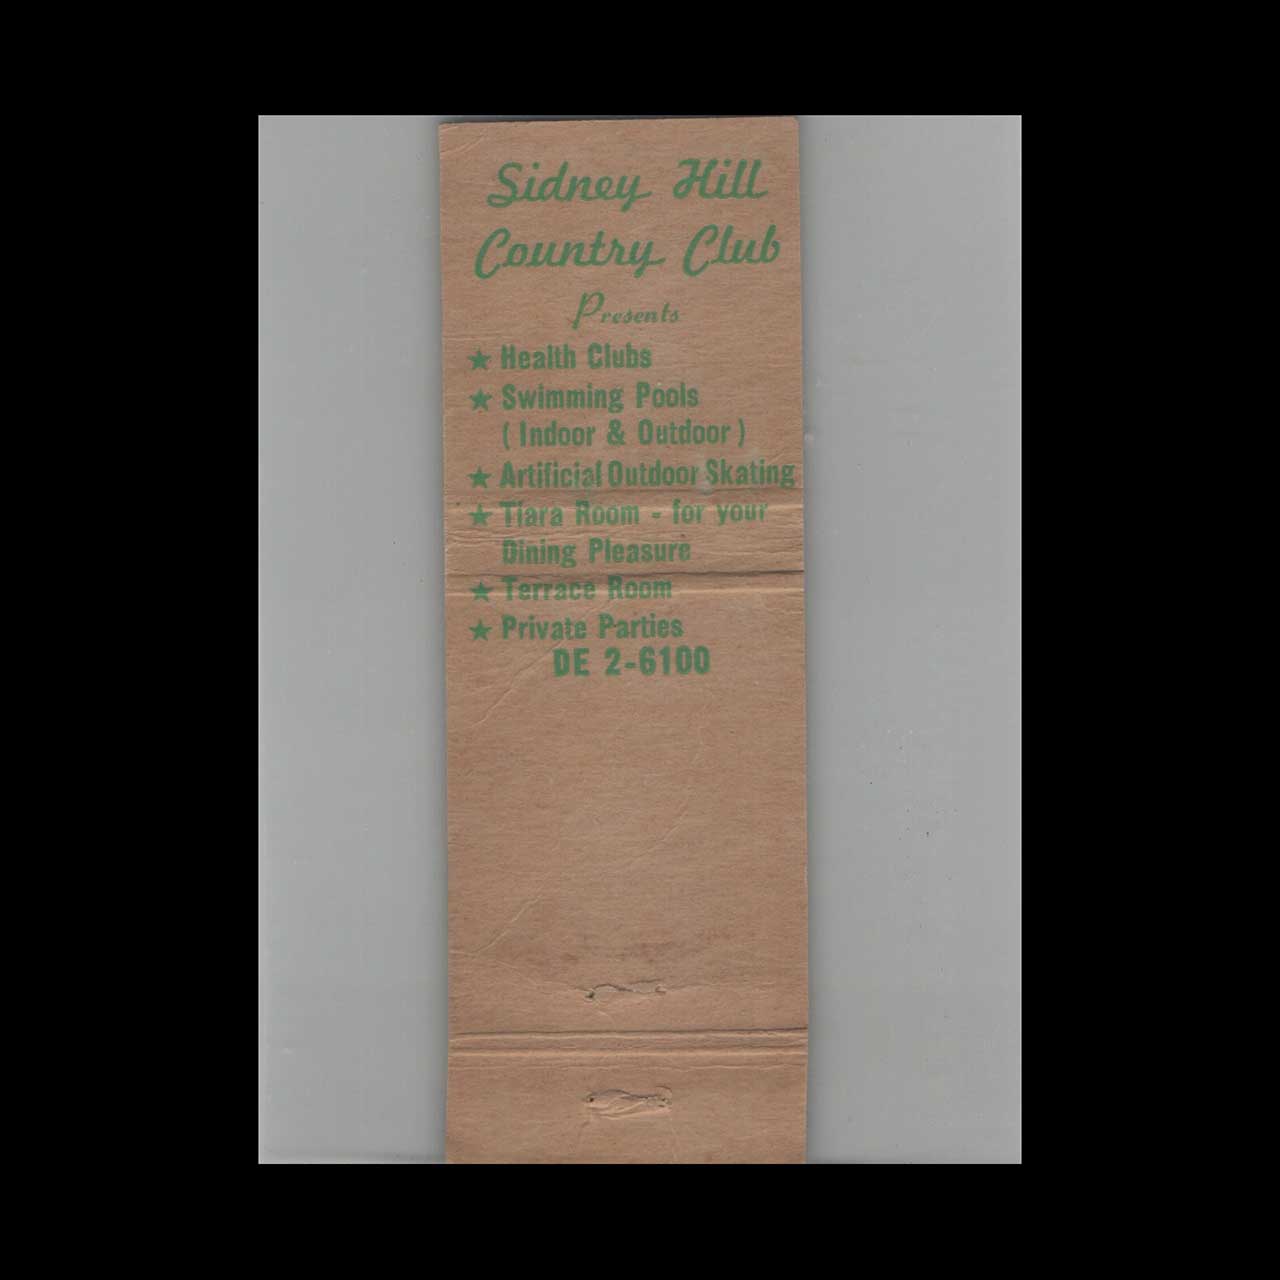 Sidney Hill
Country Club
Presents
★ Health Clubs
★ Swimming Pools
( Indoor & Outdoor )
★ Artificial Outdoor Skating
★ Tiara Room - for your
Dining Pleasure
★ Terrace Room
★ Private Parties
DE 2-6100